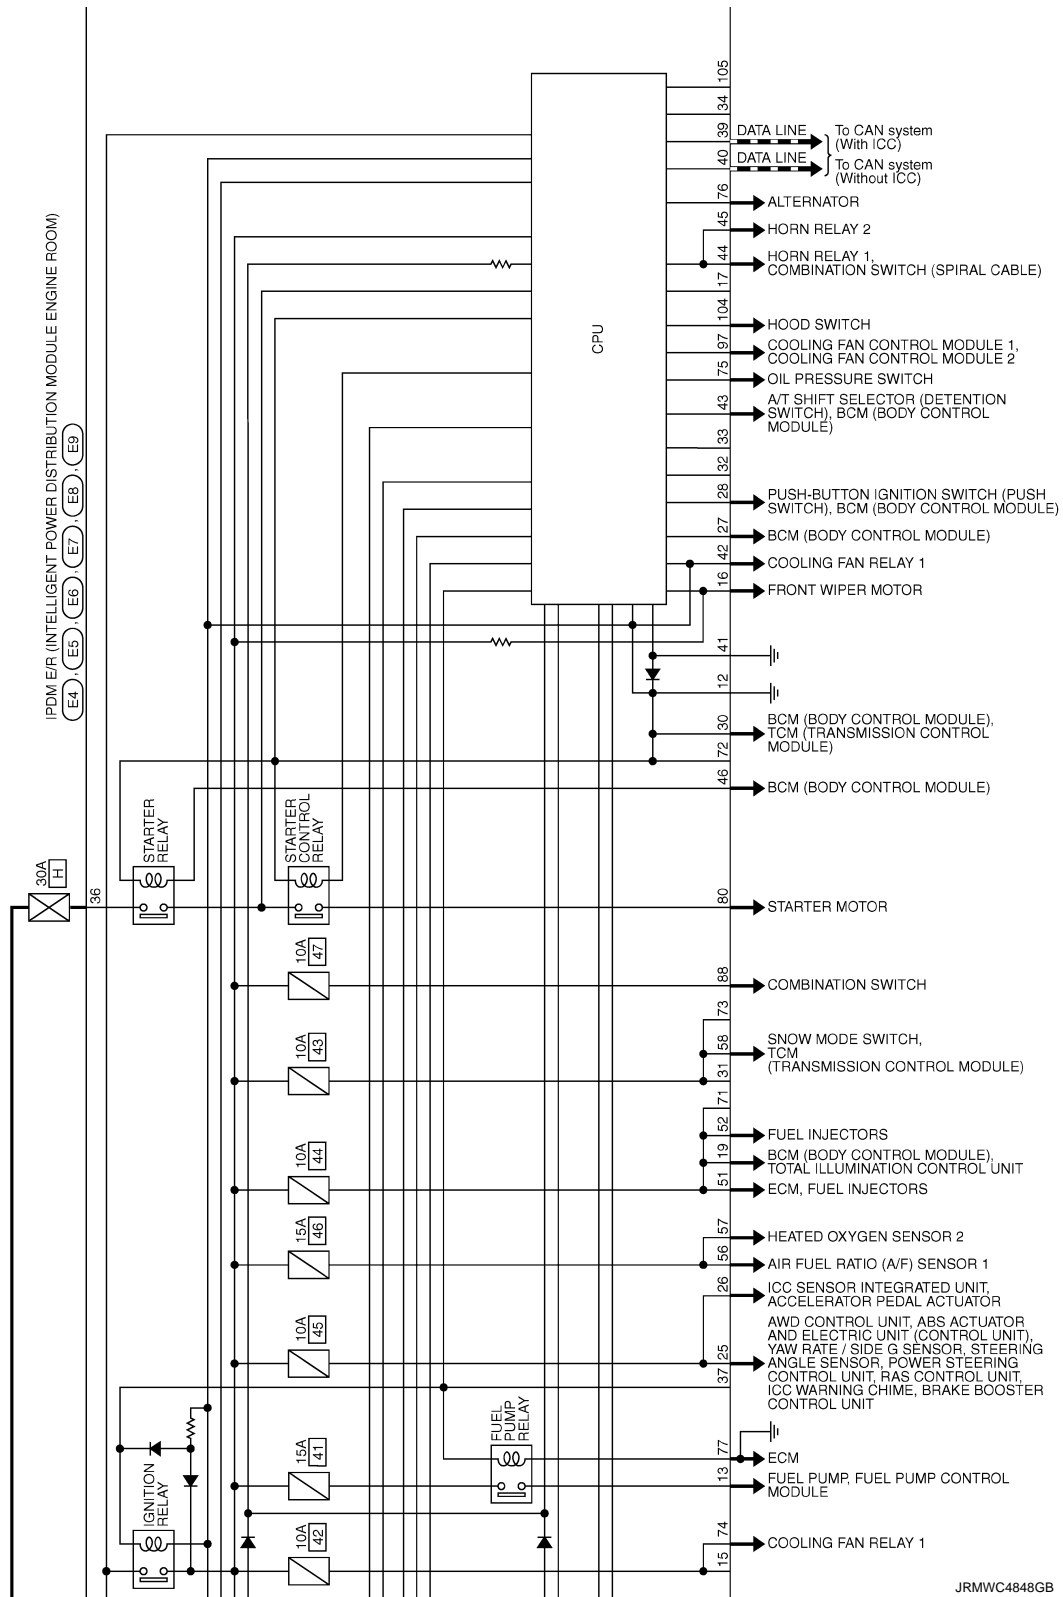 105
34
39
DATA LINE
To CAN system
(With ICC)
40
DATA LINE
To CAN system
(Without ICC)
76
ALTERNATOR
45
HORN RELAY 2
44
HORN RELAY 1,
COMBINATION SWITCH (SPIRAL CABLE)
17
104
HOOD SWITCH
CPU
97
COOLING FAN CONTROL MODULE 1,
COOLING FAN CONTROL MODULE 2
75
OIL PRESSURE SWITCH
43
A/T SHIFT SELECTOR (DETENTION
SWITCH), BCM (BODY CONTROL
MODULE)
33
32
28
PUSH-BUTTON IGNITION SWITCH (PUSH
SWITCH), BCM (BODY CONTROL MODULE)
27
BCM (BODY CONTROL MODULE)
42
COOLING FAN RELAY 1
16
FRONT WIPER MOTOR
IPDM E/R (INTELLIGENT POWER DISTRIBUTION MODULE ENGINE ROOM)
E4 , E5 , E6 , E7 , E8 , E9
41
12
30
BCM (BODY CONTROL MODULE),
TCM (TRANSMISSION CONTROL
MODULE)
72
46
BCM (BODY CONTROL MODULE)
STARTER
RELAY
STARTER
CONTROL
RELAY
30A
H
36
80
STARTER MOTOR
10A
47
88
COMBINATION SWITCH
73
10A
43
58
SNOW MODE SWITCH,
TCM
(TRANSMISSION CONTROL MODULE)
31
71
52
FUEL INJECTORS
10A
44
19
BCM (BODY CONTROL MODULE),
TOTAL ILLUMINATION CONTROL UNIT
51
ECM, FUEL INJECTORS
15A
46
57
HEATED OXYGEN SENSOR 2
56
AIR FUEL RATIO (A/F) SENSOR 1
26
ICC SENSOR INTEGRATED UNIT,
ACCELERATOR PEDAL ACTUATOR
10A
45
25
AWD CONTROL UNIT, ABS ACTUATOR
AND ELECTRIC UNIT (CONTROL UNIT),
YAW RATE / SIDE G SENSOR, STEERING
ANGLE SENSOR, POWER STEERING
CONTROL UNIT, RAS CONTROL UNIT,
ICC WARNING CHIME, BRAKE BOOSTER
CONTROL UNIT
37
FUEL
PUMP
RELAY
77
ECM
15A
41
13
FUEL PUMP, FUEL PUMP CONTROL
MODULE
IGNITION
RELAY
10A
42
74
COOLING FAN RELAY 1
15
JRMWC4848GB